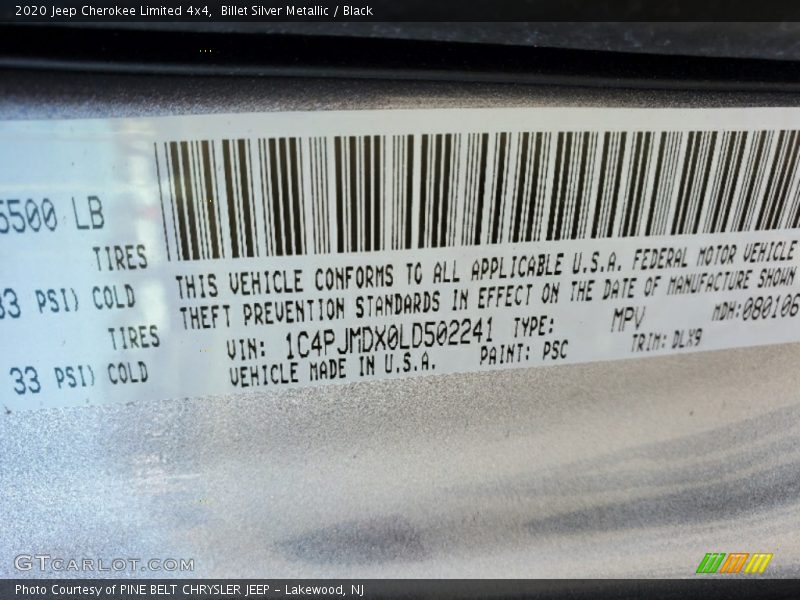 2020 Jeep Cherokee Limited 4x4,  Billet Silver Metallic / Black
5500 LB
TIRES
33 PSI) COLD
TIRES
33 PSI) COLD
THIS VEHICLE CONFORMS TO ALL APPLICABLE U.S.A. FEDERAL MOTOR VEHICLE
THEFT PREVENTION STANDARDS IN EFFECT ON THE DATE OF MANUFACTURE SHOWN
VIN: 1C4PJMDX0LD502241 TYPE: MPV MDH:080106
VEHICLE MADE IN U.S.A. PAINT: PSC TRIM: DLX9
GTCARLOT.COM
Photo Courtesy of PINE BELT CHRYSLER JEEP – Lakewood, NJ